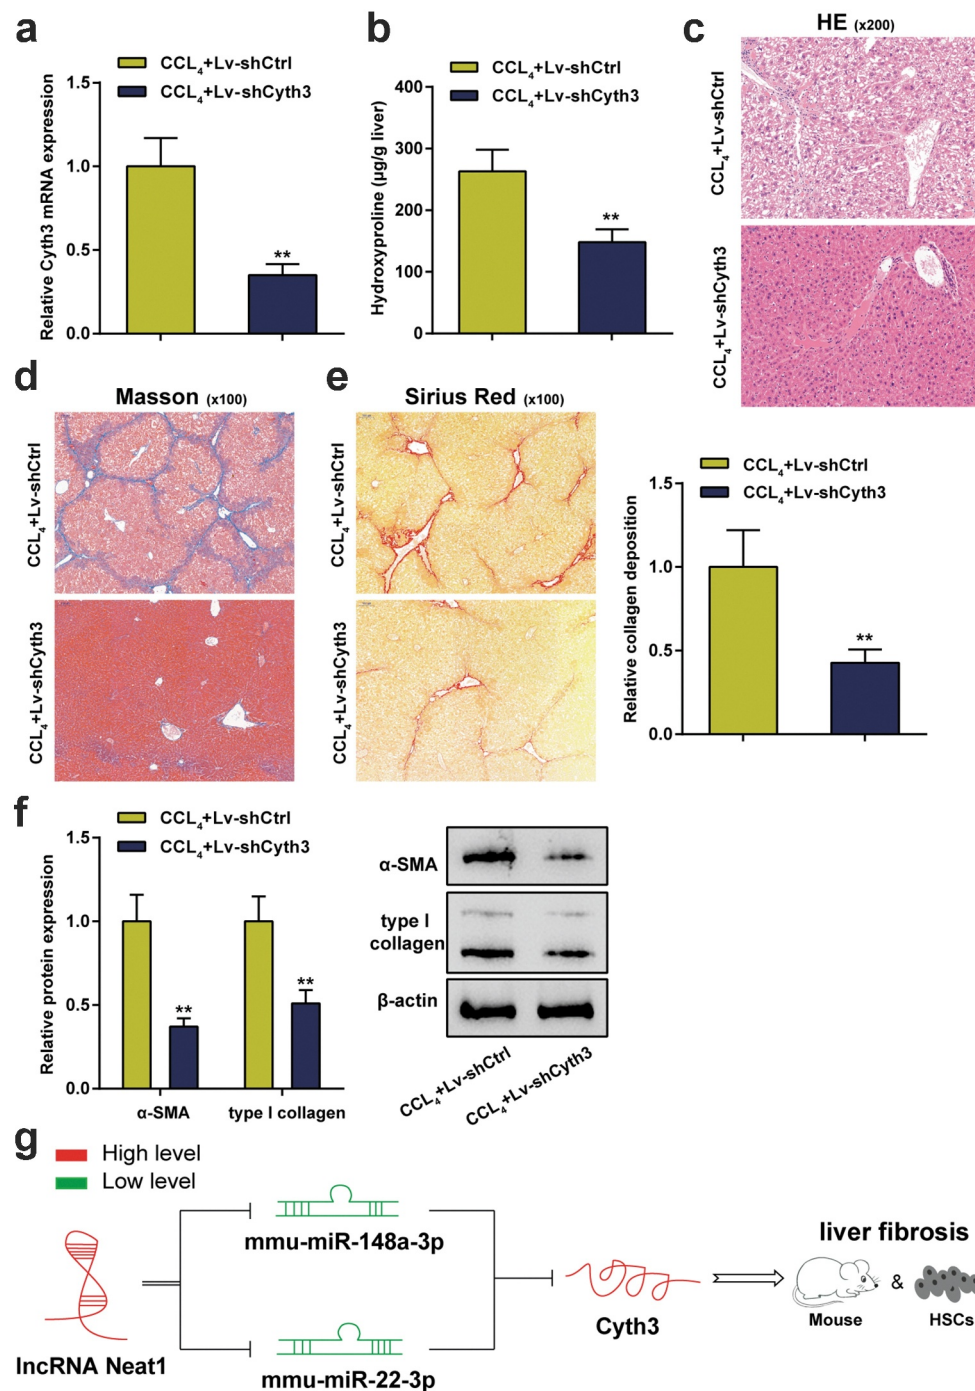 a
CCL4+Lv-shCtrl
CCL4+Lv-shCyth3
Relative Cyth3 mRNA expression
1.5
1.0
0.5
0.0
**
b
CCL4+Lv-shCtrl
CCL4+Lv-shCyth3
Hydroxyproline (µg/g liver)
400
300
200
100
0
**
c
HE (x200)
CCL4+Lv-shCtrl
CCL4+Lv-shCyth3
d
Masson (x100)
CCL4+Lv-shCtrl
CCL4+Lv-shCyth3
e
Sirius Red (x100)
CCL4+Lv-shCtrl
CCL4+Lv-shCyth3
CCL4+Lv-shCtrl
CCL4+Lv-shCyth3
Relative collagen deposition
1.5
1.0
0.5
0.0
**
f
CCL4+Lv-shCtrl
CCL4+Lv-shCyth3
Relative protein expression
1.5
1.0
0.5
0.0
**
**
α-SMA
type I collagen
α-SMA
type I
collagen
β-actin
CCL4+Lv-shCtrl
CCL4+Lv-shCyth3
g
High level
Low level
lncRNA Neat1
mmu-miR-148a-3p
mmu-miR-22-3p
Cyth3
liver fibrosis
&
Mouse
HSCs